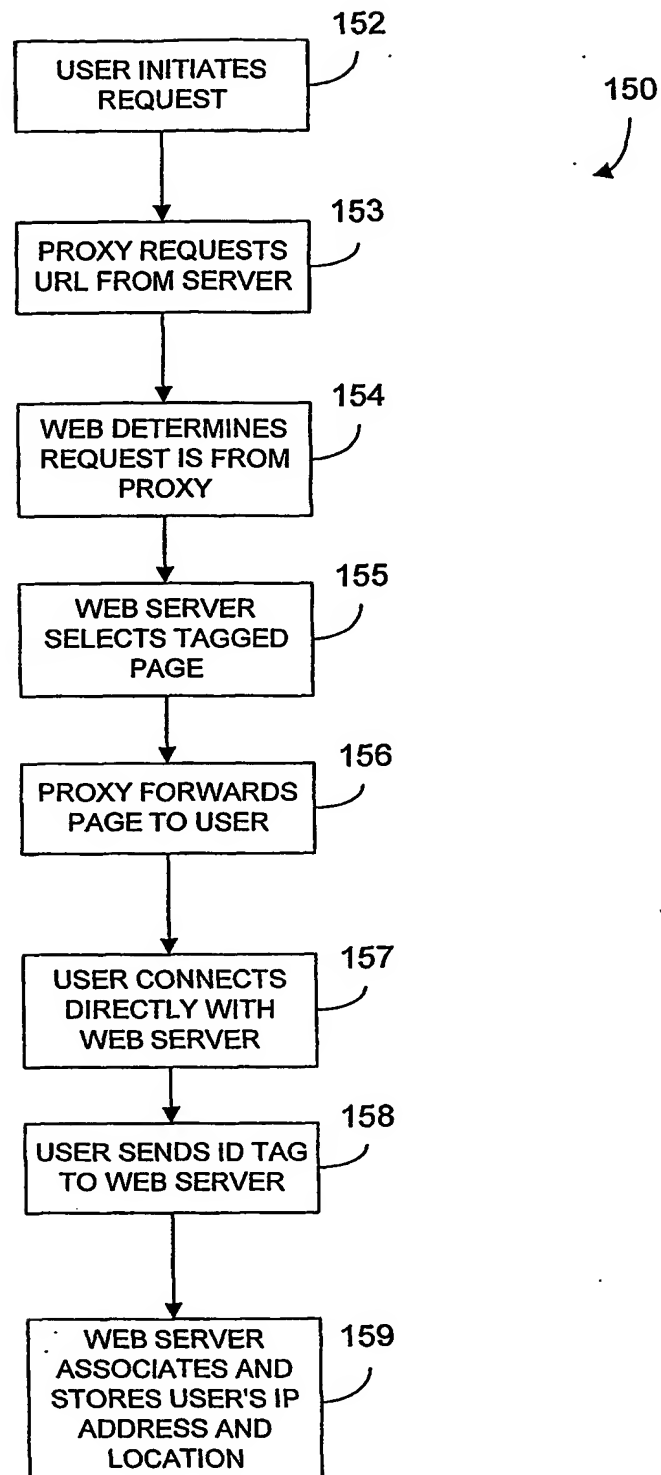 152
USER INITIATES
REQUEST
150
153
PROXY REQUESTS
URL FROM SERVER
154
WEB DETERMINES
REQUEST IS FROM
PROXY
155
WEB SERVER
SELECTS TAGGED
PAGE
156
PROXY FORWARDS
PAGE TO USER
157
USER CONNECTS
DIRECTLY WITH
WEB SERVER
158
USER SENDS ID TAG
TO WEB SERVER
159
WEB SERVER
ASSOCIATES AND
STORES USER'S IP
ADDRESS AND
LOCATION